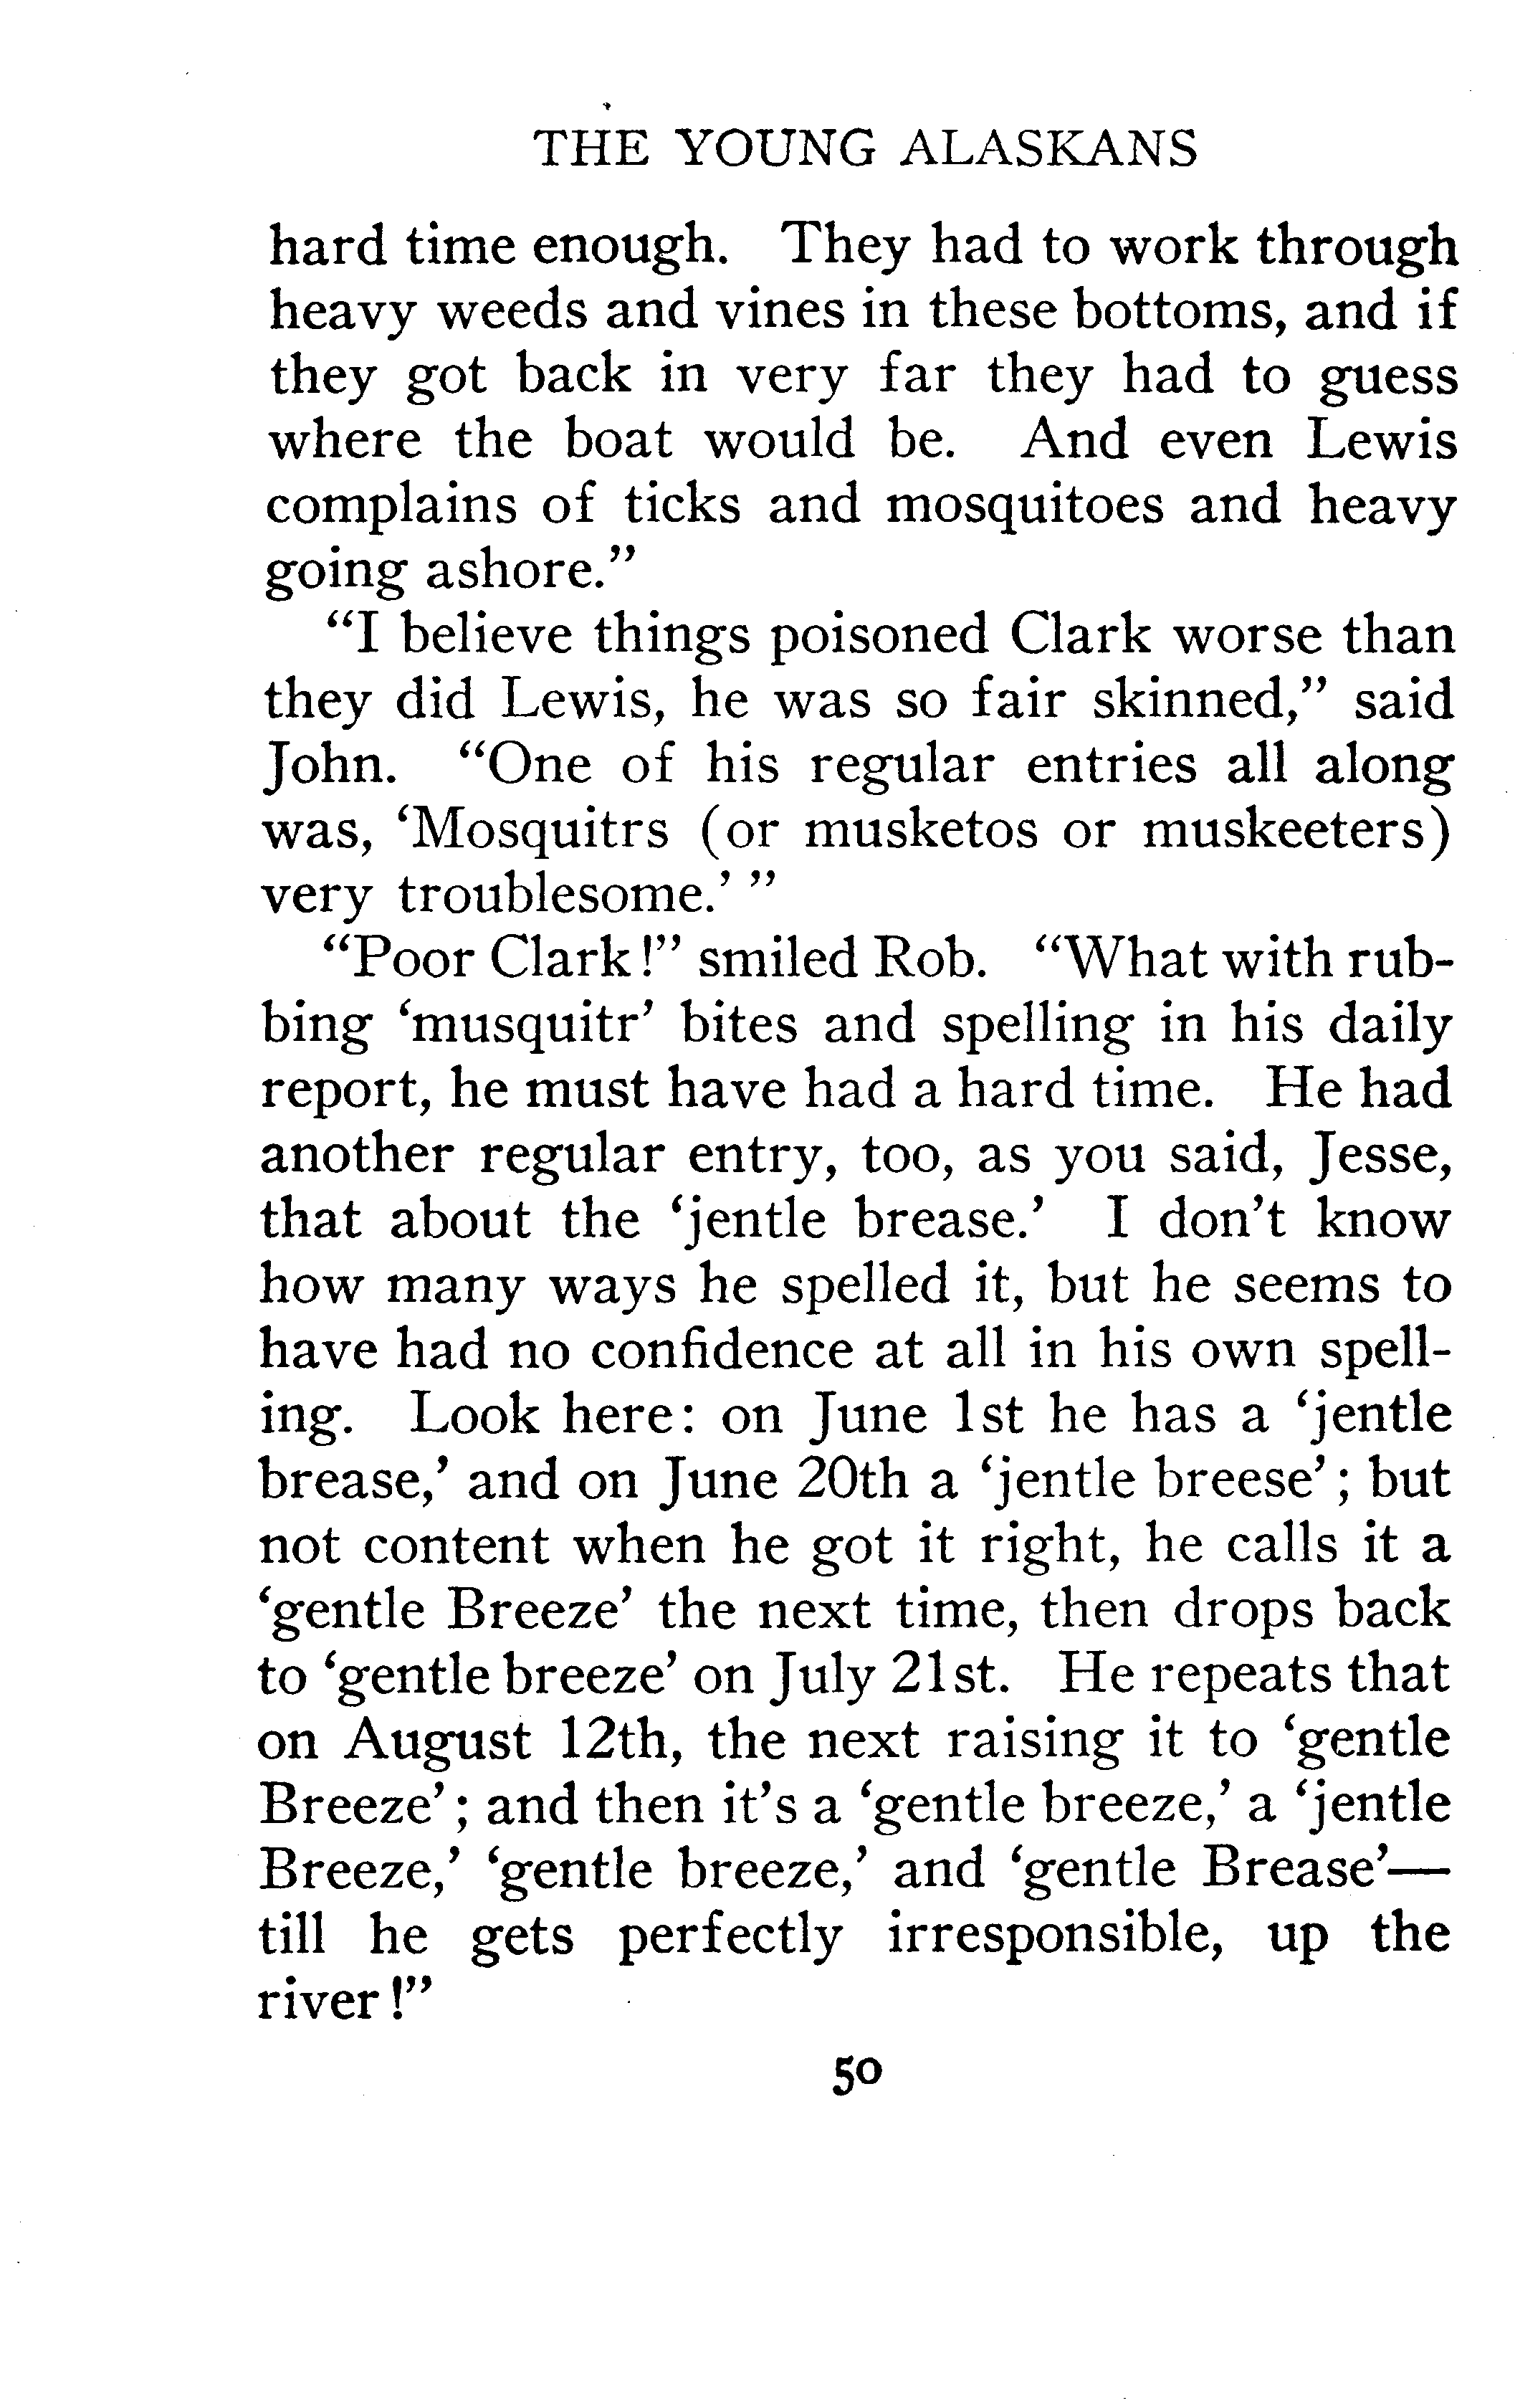 THE YOUNG ALASKANS
hard time enough. They had to work through
heavy weeds and vines in these bottoms, and if
they got back in very far they had to guess
where the boat would be. And even Lewis
complains of ticks and mosquitoes and heavy
going ashore.”
“I believe things poisoned Clark worse than
they did Lewis, he was so fair skinned,” said
John. “One of his regular entries all along
was, ‘Mosquitrs (or musketos or muskeeters)
very troublesome.’ ”
“Poor Clark!” smiled Rob. “What with rub-
bing ‘musquitr’ bites and spelling in his daily
report, he must have had a hard time. He had
another regular entry, too, as you said, Jesse,
that about the ‘jentle brease.’ I don’t know
how many ways he spelled it, but he seems to
have had no confidence at all in his own spell-
ing. Look here: on June 1st he has a ‘jentle
brease,’ and on June 20th a ‘jentle breese’; but
not content when he got it right, he calls it a
‘gentle Breeze’ the next time, then drops back
to ‘gentle breeze’ on July 21st. He repeats that
on August 12th, the next raising it to ‘gentle
Breeze’; and then it’s a ‘gentle breeze,’ a ‘jentle
Breeze,’ ‘gentle breeze,’ and ‘gentle Brease’—
till he gets perfectly irresponsible, up the
river!”
50